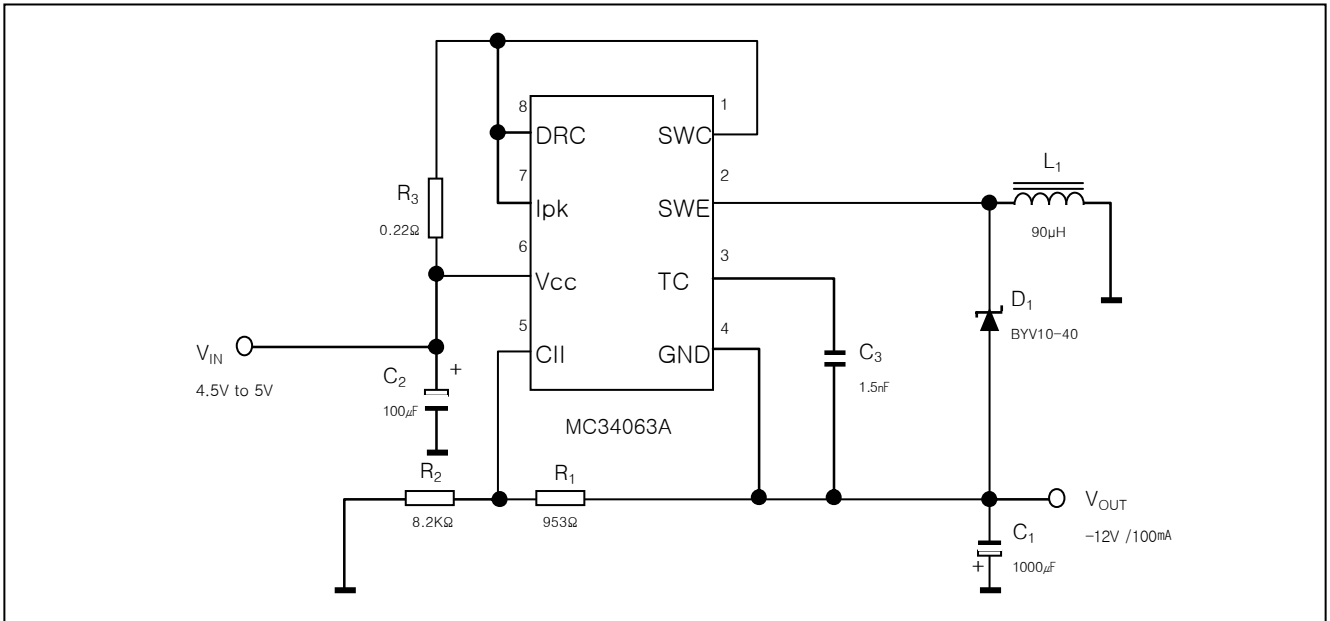 8
1
DRC
SWC
7
2
R3
0.22Ω
Ipk
SWE
L1
90μH
6
3
Vcc
TC
D1
BYV10-40
5
4
VIN
4.5V to 5V
C2
+
100μF
CII
GND
C3
1.5nF
MC34063A
R2
8.2KΩ
R1
953Ω
VOUT
-12V /100mA
C1
+
1000μF